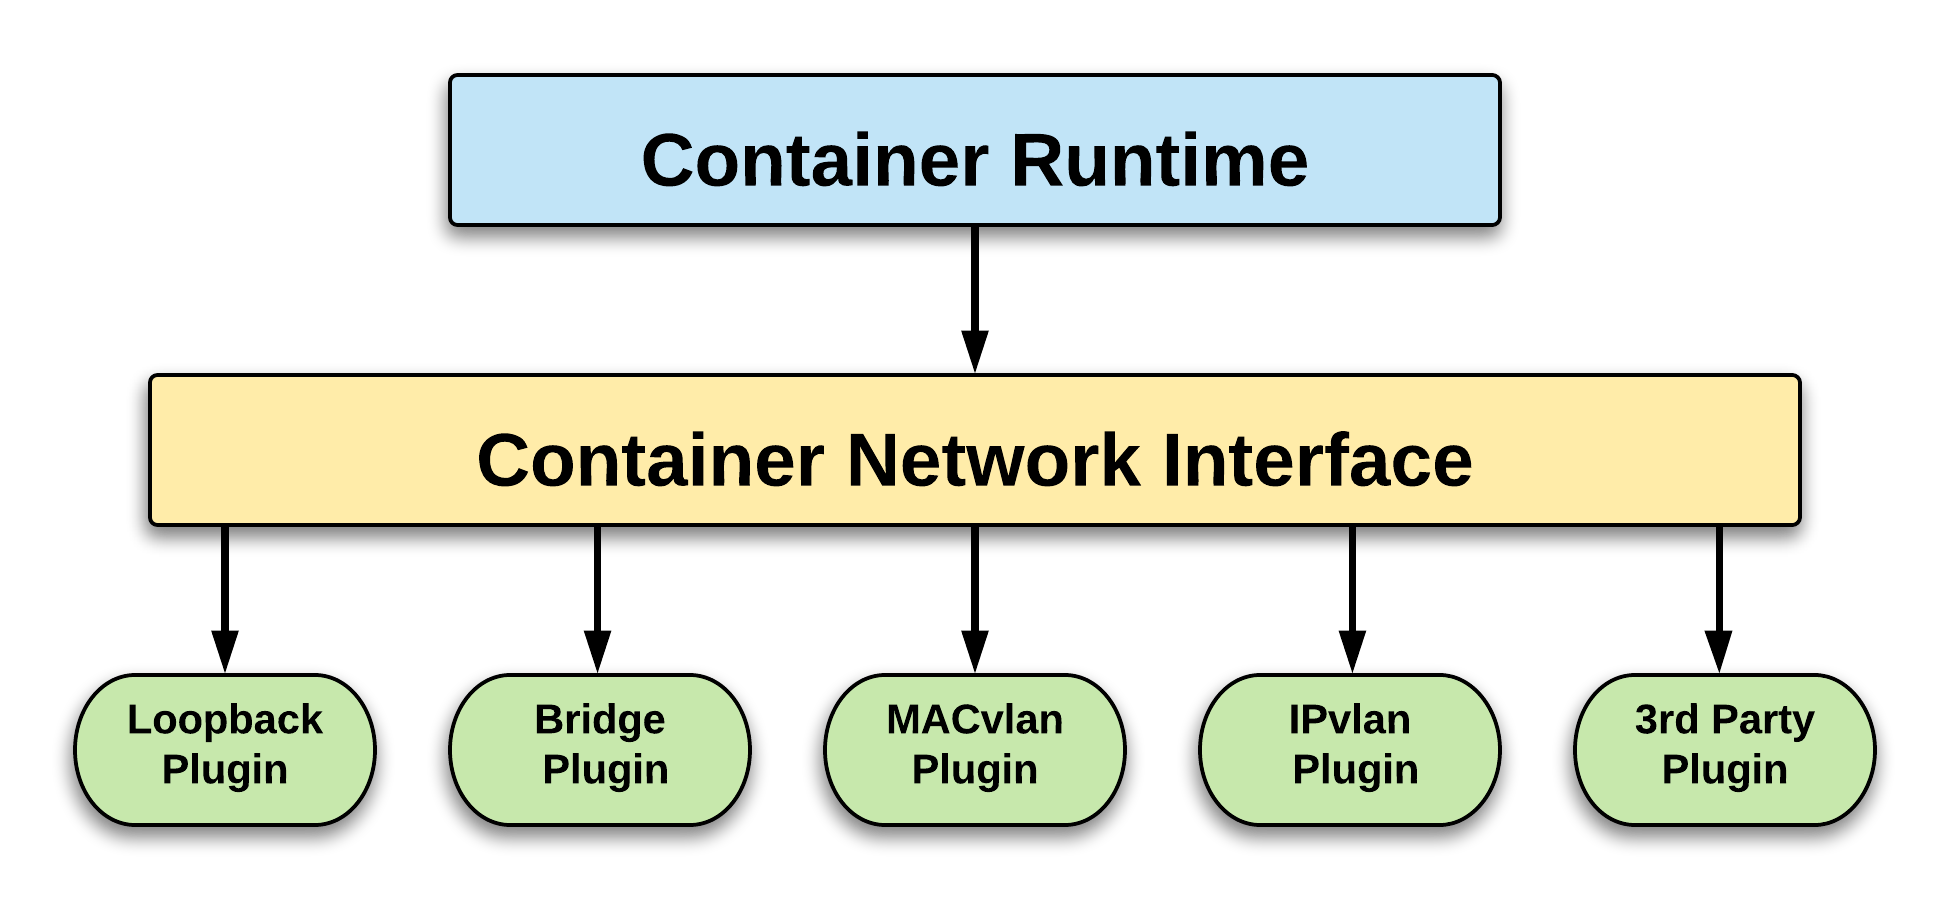 Container Runtime
Container Network Interface
Loopback
Plugin
Bridge
Plugin
MACvlan
Plugin
IPvlan
Plugin
3rd Party
Plugin